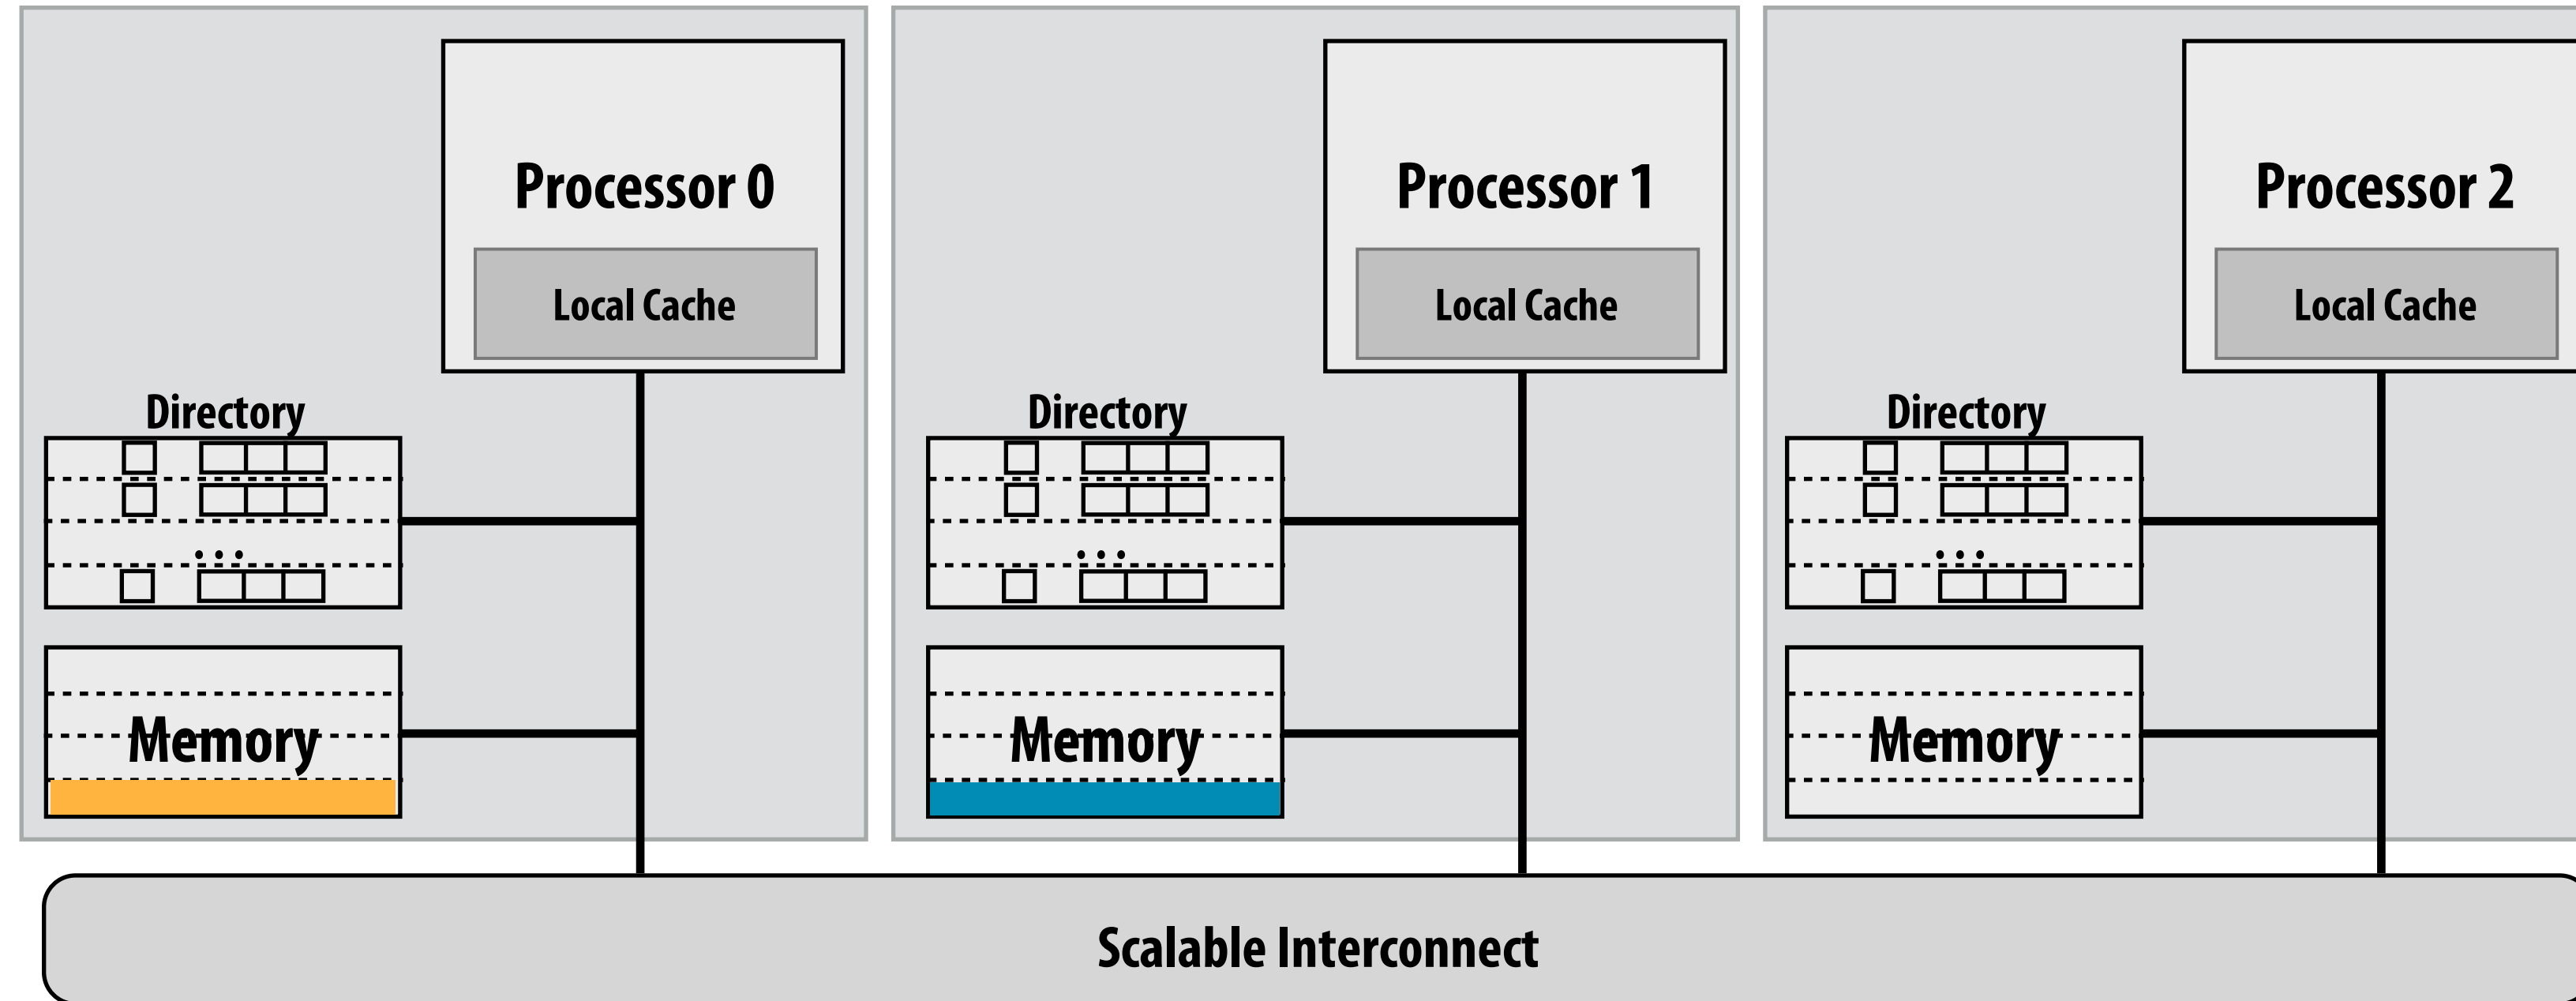 Processor 0
Processor 1
Processor 2
Local Cache
Local Cache
Local Cache
Directory
Directory
Directory
• • •
• • •
• • •
Memory
Memory
Memory
Scalable Interconnect